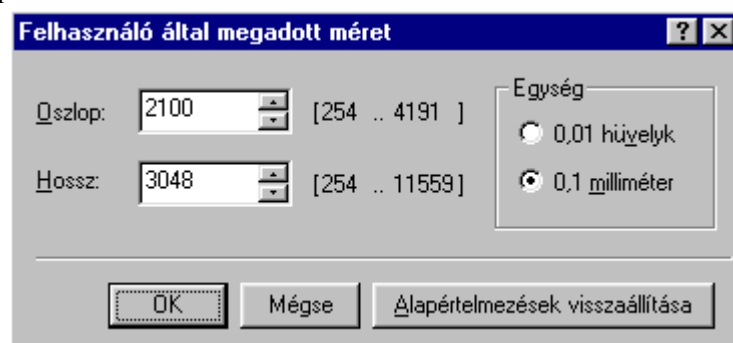 Felhasználó által megadott méret
Oszlop: 2100 [254 .. 4191 ]
Hossz: 3048 [254 .. 11559]
Egység
0,01 hüvelyk
0,1 milliméter
OK Mégse Alapértelmezések visszaállítása